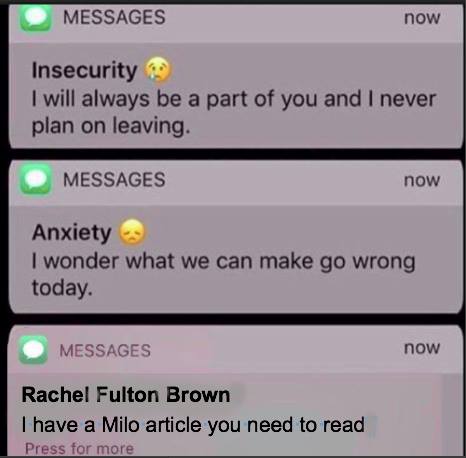 MESSAGES now
Insecurity 😢
I will always be a part of you and I never
plan on leaving.
MESSAGES now
Anxiety 😞
I wonder what we can make go wrong
today.
MESSAGES now
Rachel Fulton Brown
I have a Milo article you need to read
Press for more